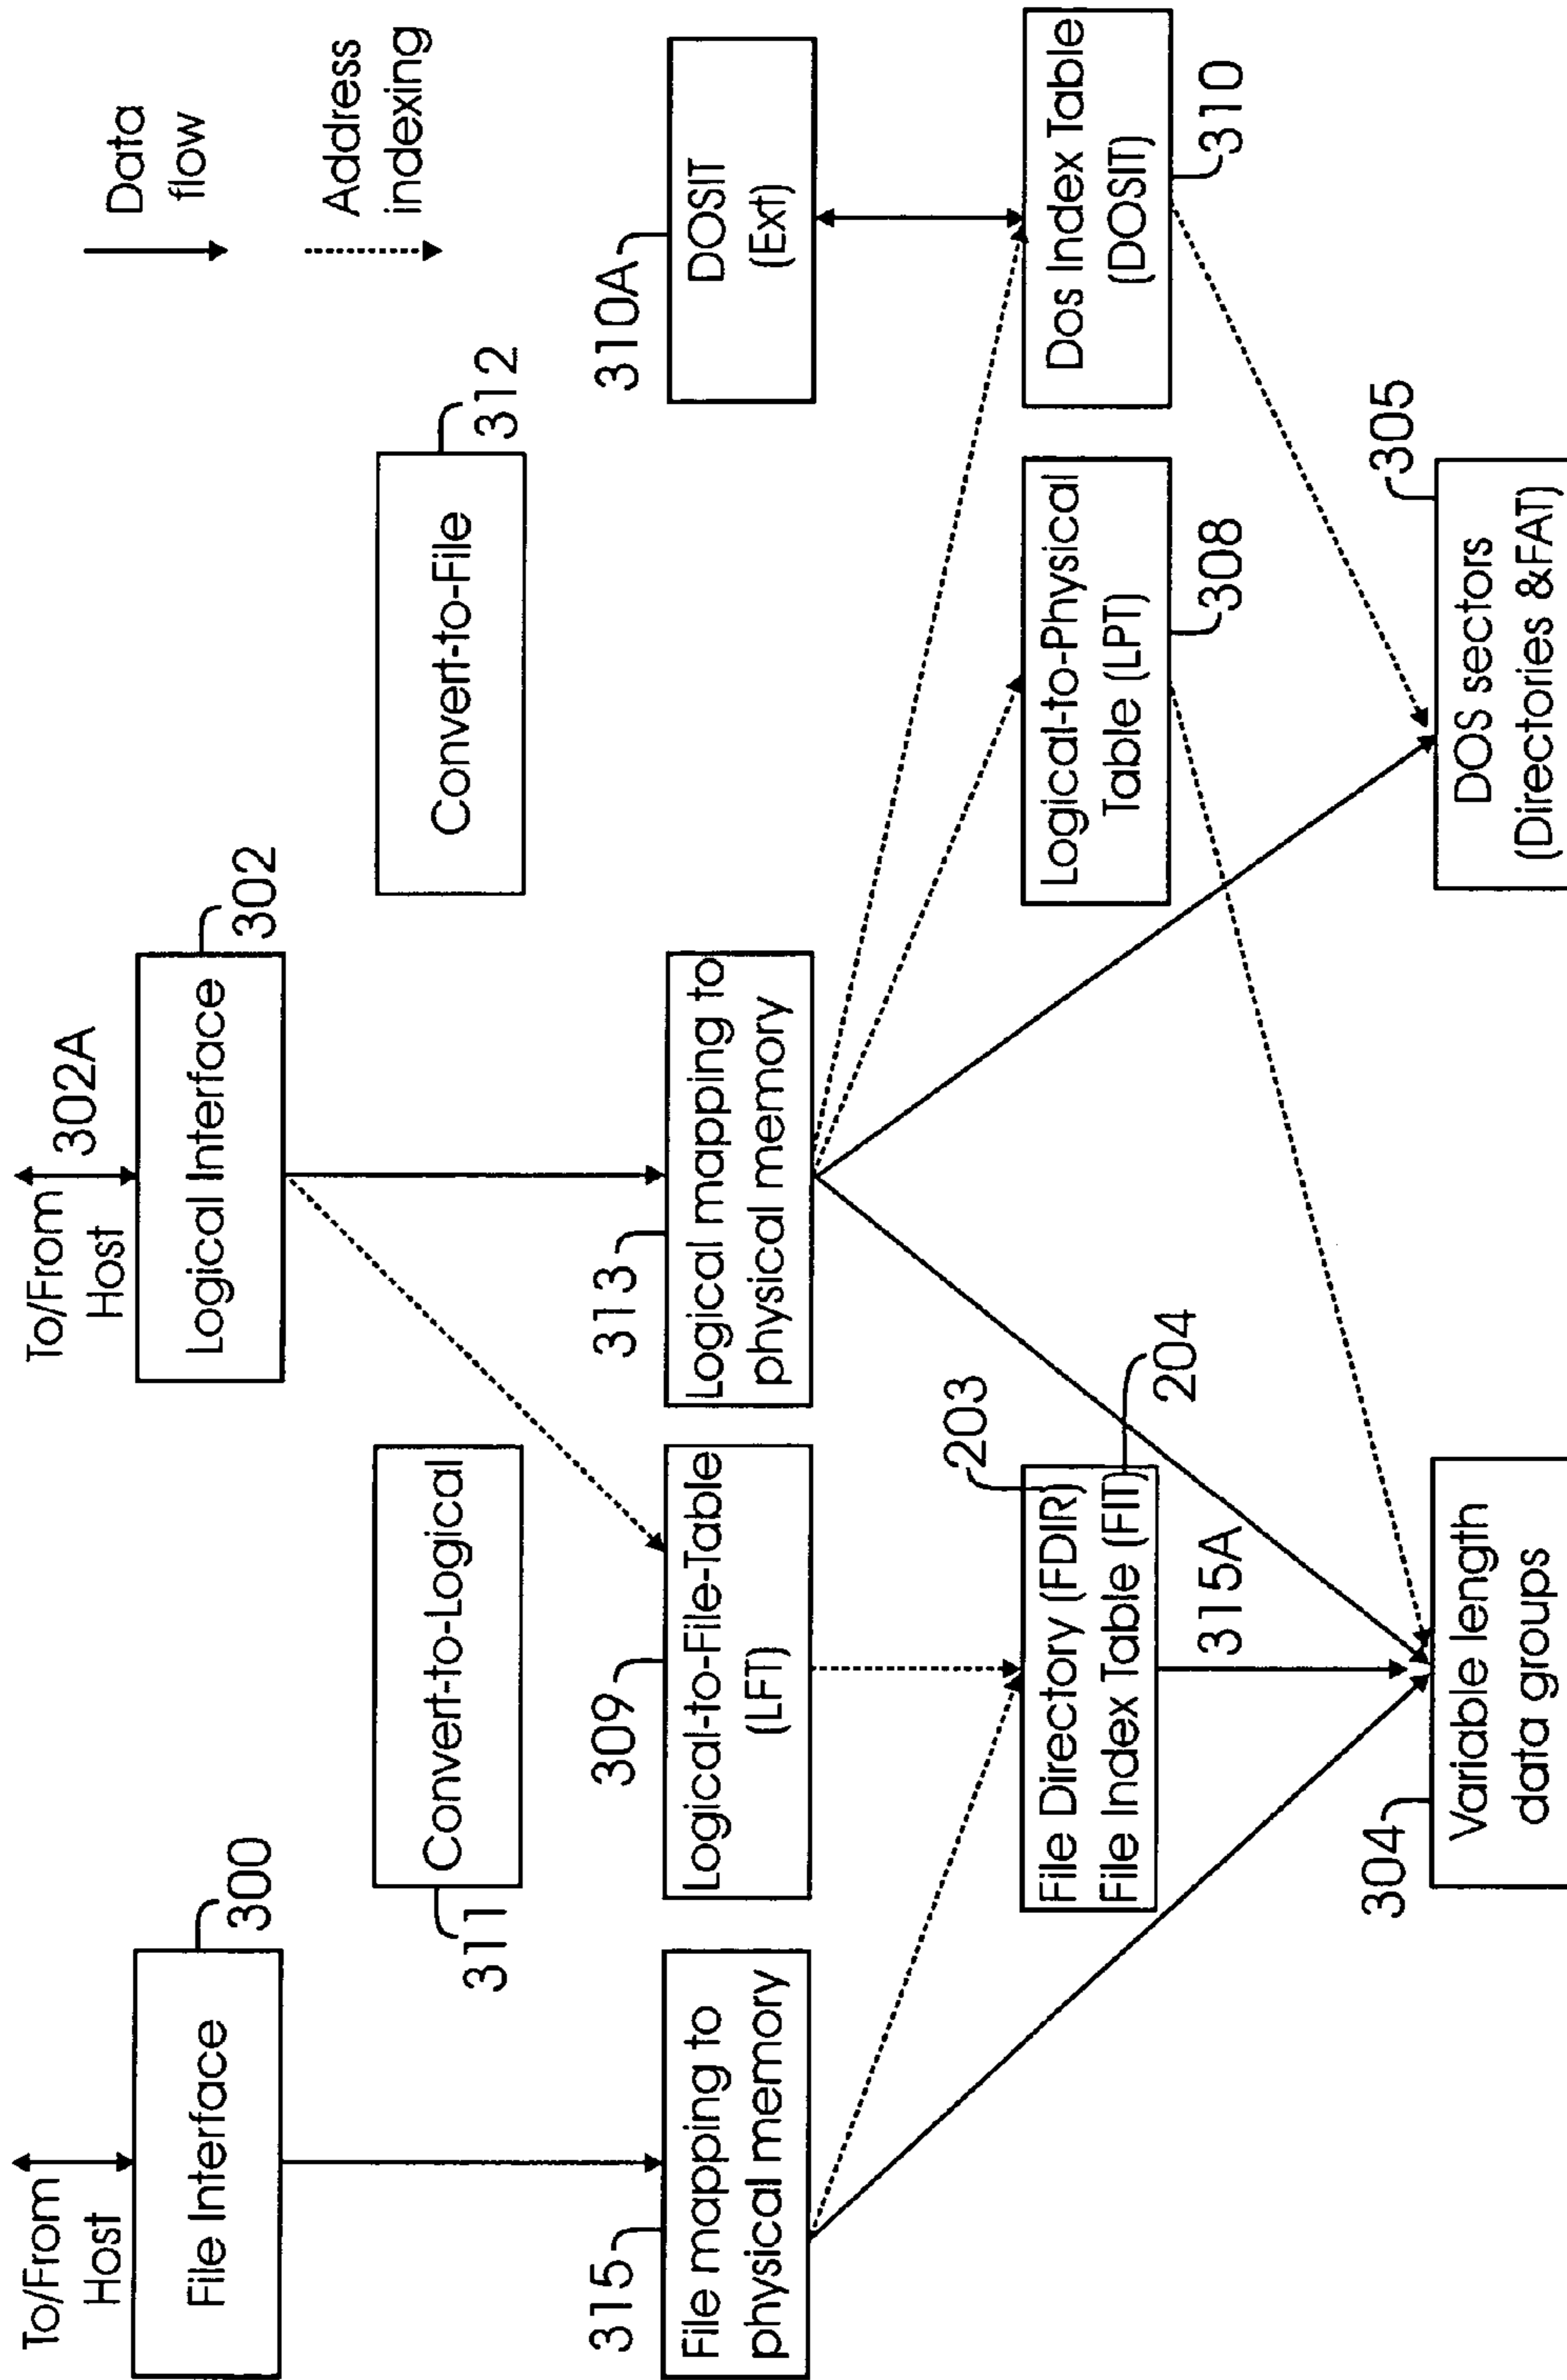 To/From
Host
File Interface
300
To/From
Host
302A
Logical Interface
302
Data
flow
Address
indexing
Convert-to-Logical
311
Convert-to-File
312
315
File mapping to
physical memory
309
Logical-to-File-Table
(LFT)
313
Logical mapping to
physical memory
310A
DOSIT
(Ext)
203
File Directory (FDIR)
File Index Table (FIT)
204
315A
Logical-to-Physical
Table (LPT)
308
Dos Index Table
(DOSIT)
310
304
Variable length
data groups
305
DOS sectors
(Directories &FAT)